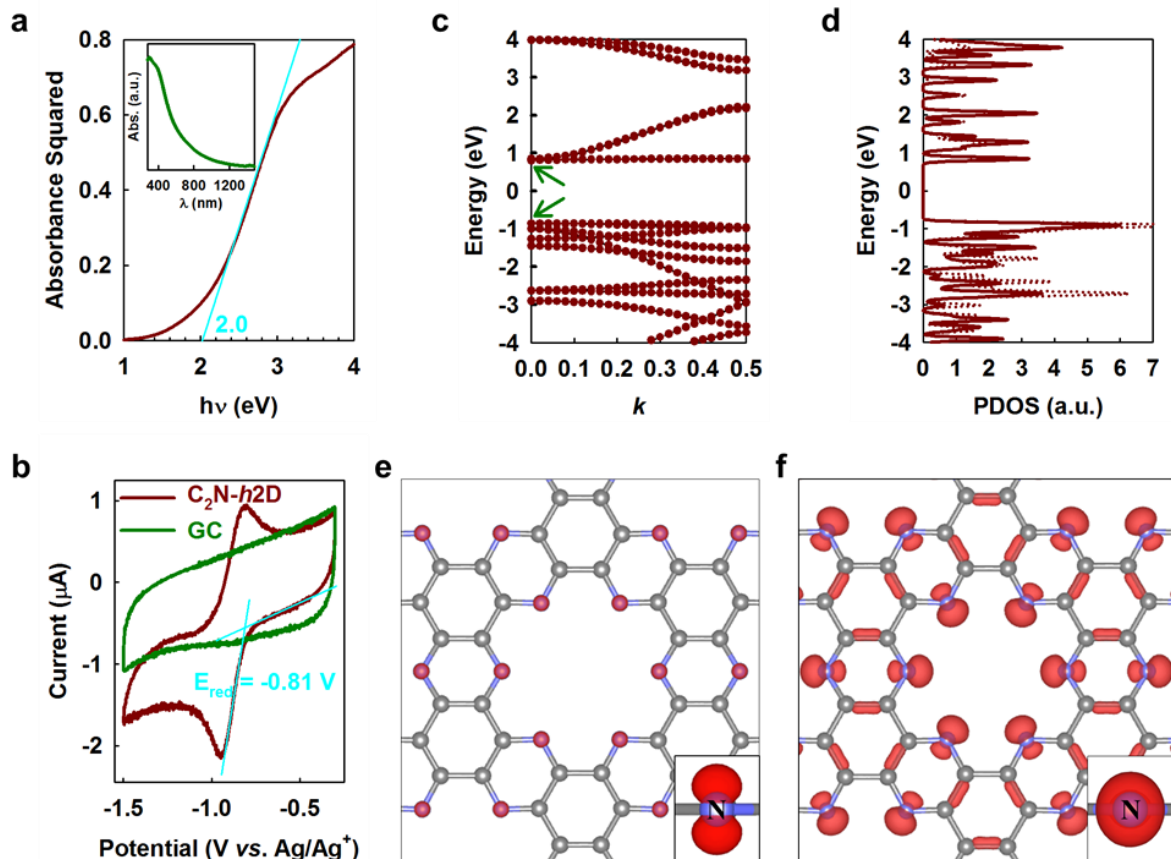 a
0.8
0.6
0.4
0.2
0.0
Absorbance Squared
Abs. (a.u.)
400 800 1200
λ (nm)
2.0
1 2 3 4
hν (eV)
c
4
3
2
1
0
-1
-2
-3
-4
Energy (eV)
0.0 0.1 0.2 0.3 0.4 0.5
k
d
4
3
2
1
0
-1
-2
-3
-4
Energy (eV)
0 1 2 3 4 5 6 7
PDOS (a.u.)
b
1
0
-1
-2
Current (μA)
C₂N-h2D
GC
E_red = -0.81 V
-1.5 -1.0 -0.5
Potential (V vs. Ag/Ag⁺)
e
N
f
N